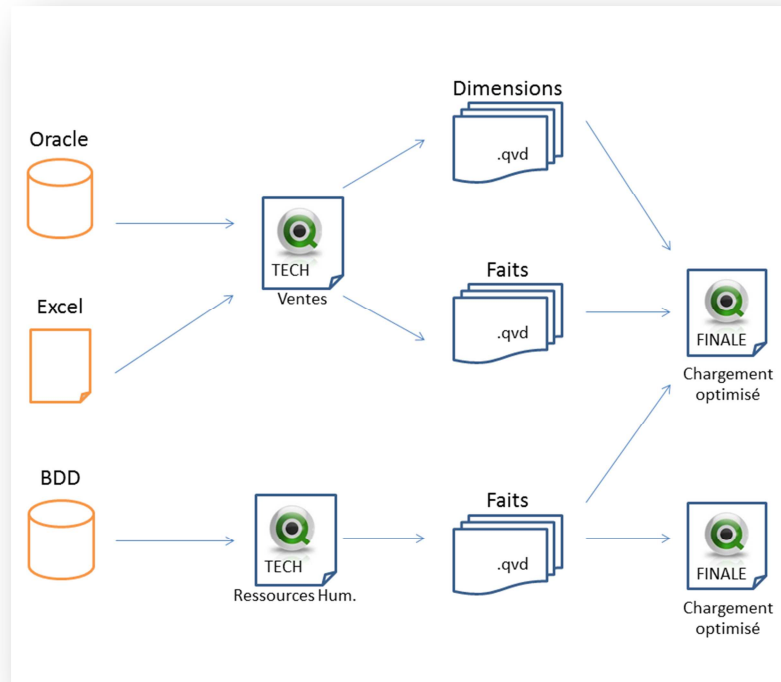 Dimensions
.qvd
Oracle
TECH
Ventes
Faits
.qvd
Excel
FINALE
Chargement
optimisé
BDD
TECH
Ressources Hum.
Faits
.qvd
FINALE
Chargement
optimisé